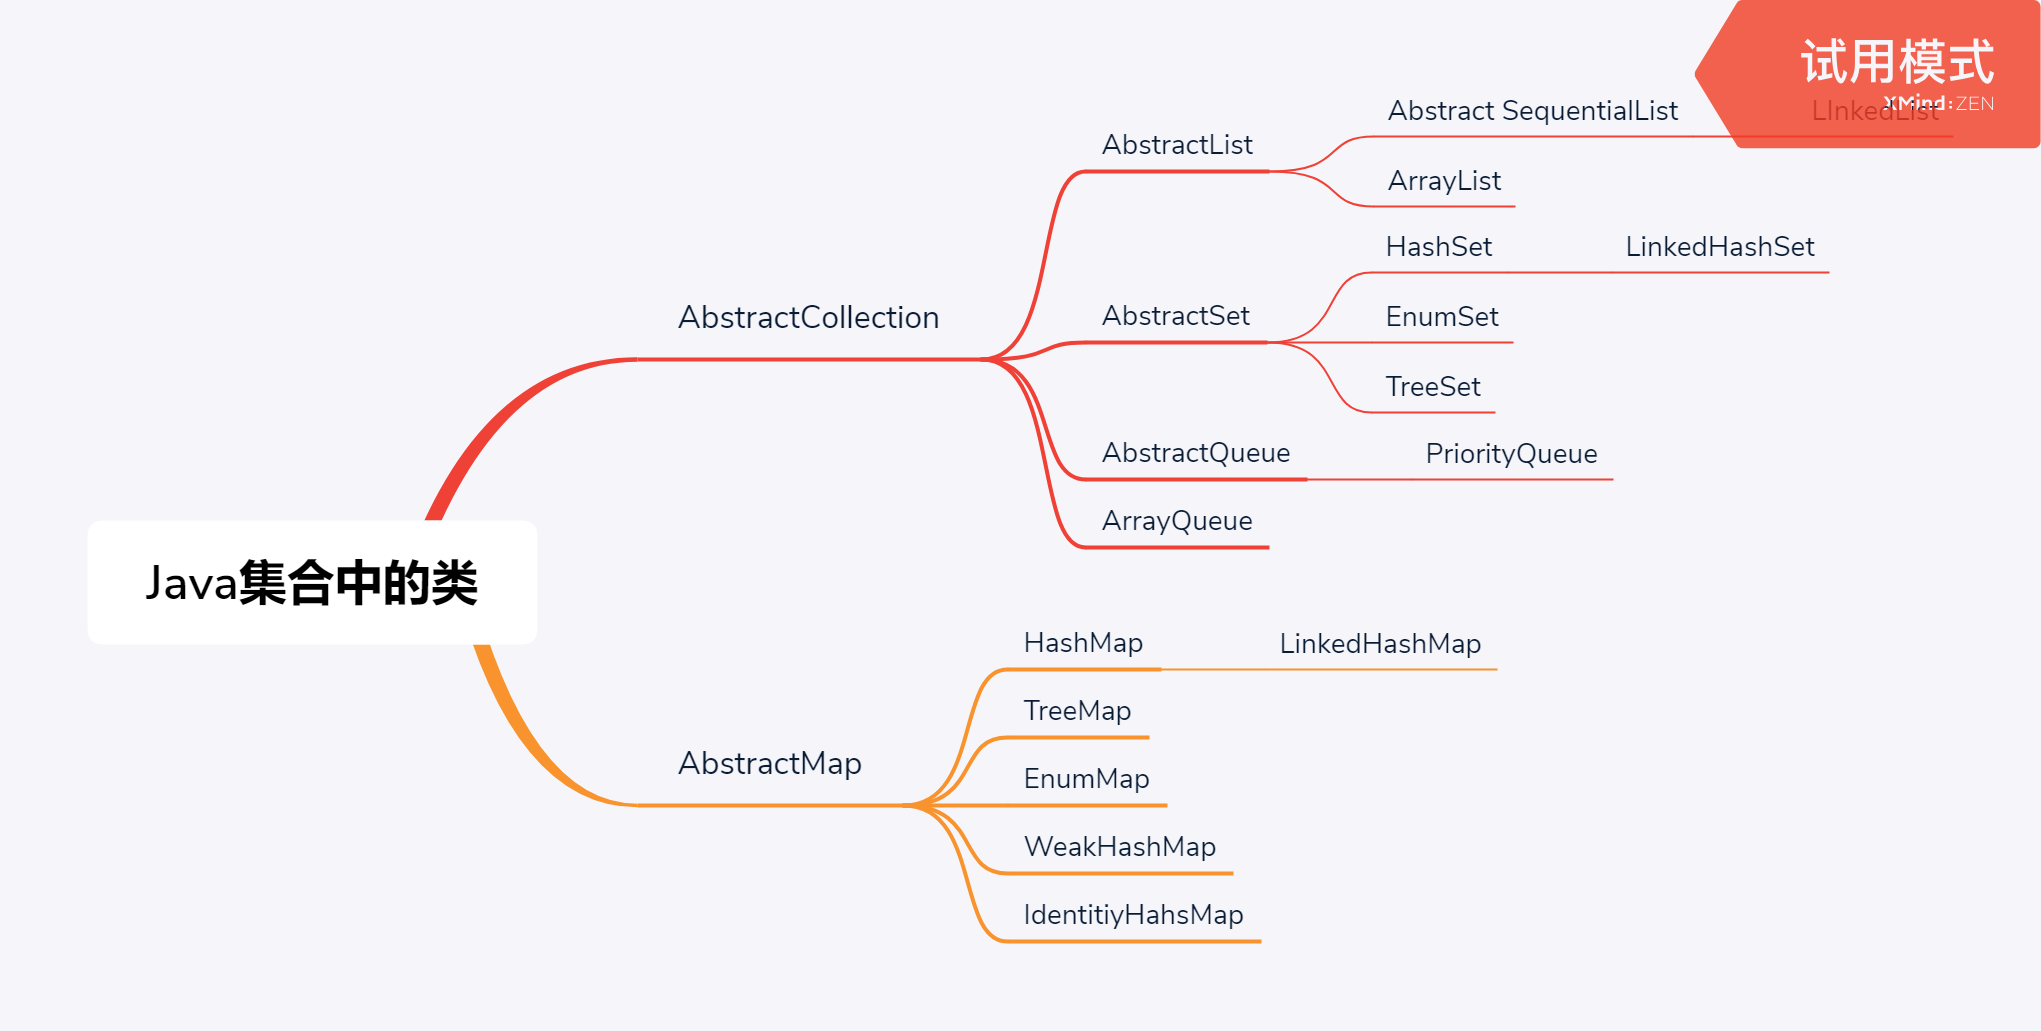 试用模式
XMind:ZEN
Abstract SequentialList
LInkedList
AbstractList
ArrayList
HashSet
LinkedHashSet
AbstractCollection
AbstractSet
EnumSet
TreeSet
AbstractQueue
PriorityQueue
ArrayQueue
Java集合中的类
HashMap
LinkedHashMap
TreeMap
AbstractMap
EnumMap
WeakHashMap
IdentitiyHahsMap